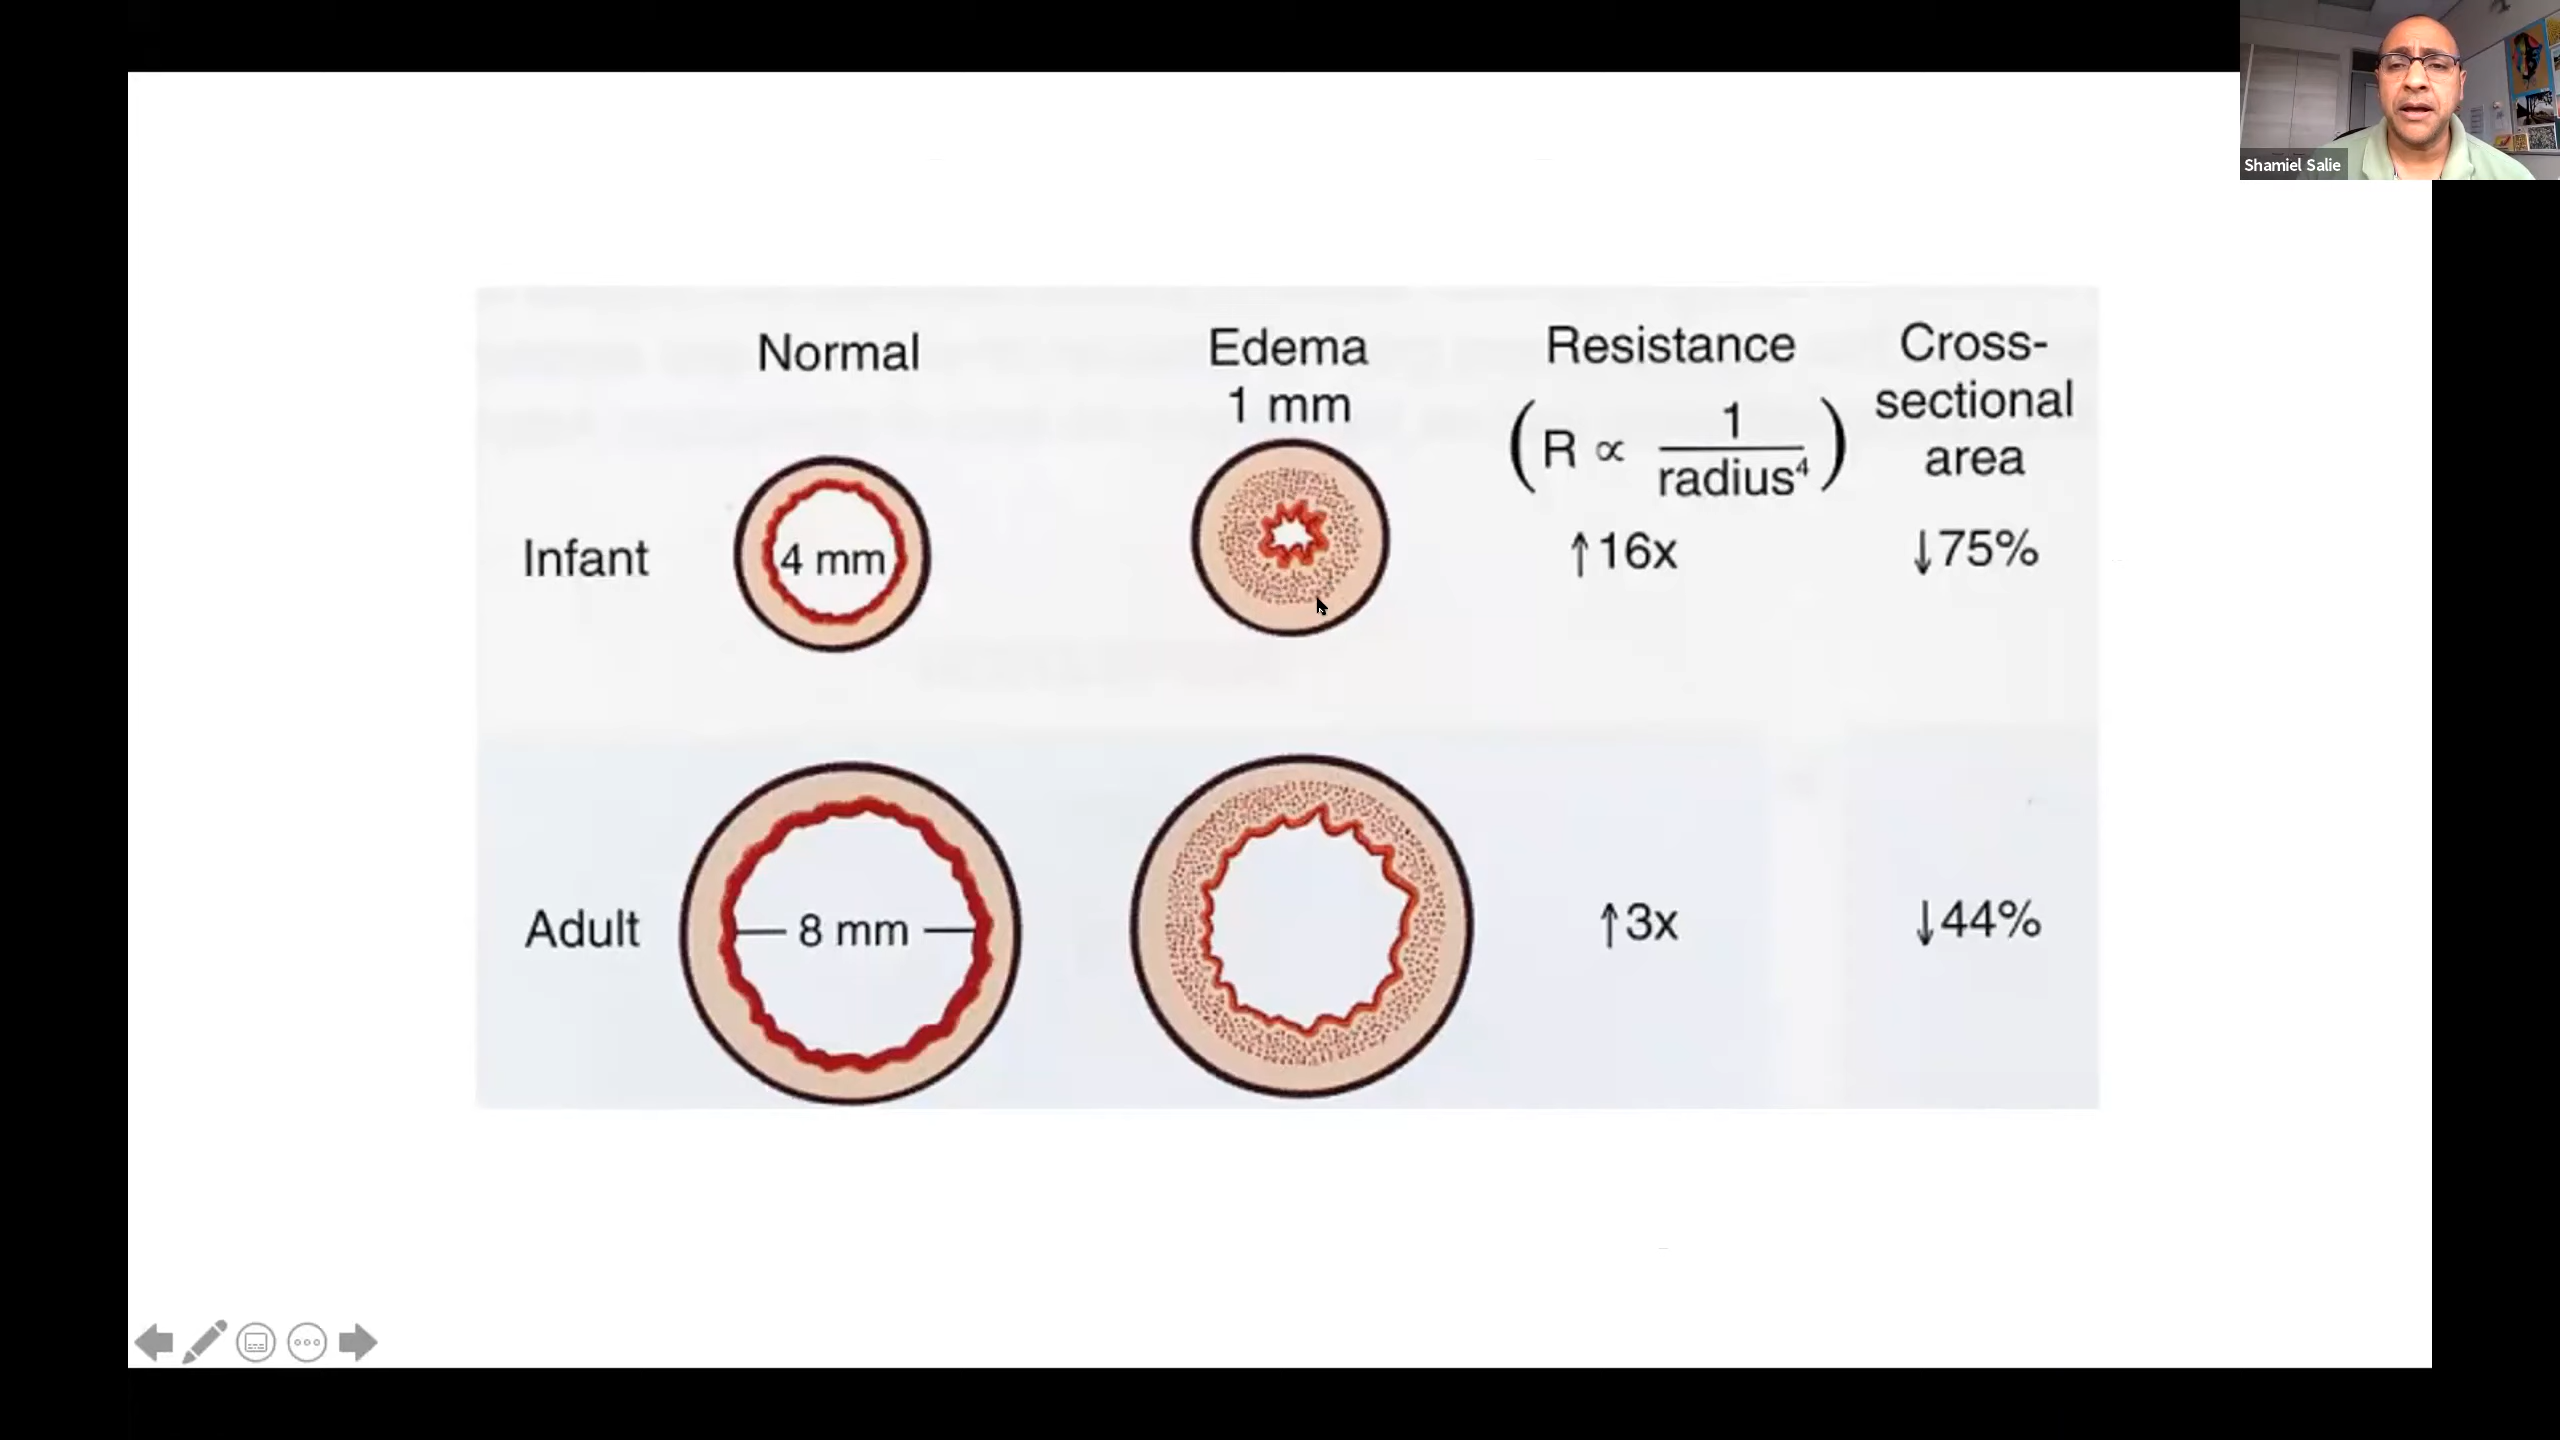 Shamiel Salie
Normal
Edema
1 mm
Resistance
(R ∝ 1/radius⁴)
Cross-
sectional
area
Infant
4 mm
↑16x
↓75%
Adult
8 mm
↑3x
↓44%